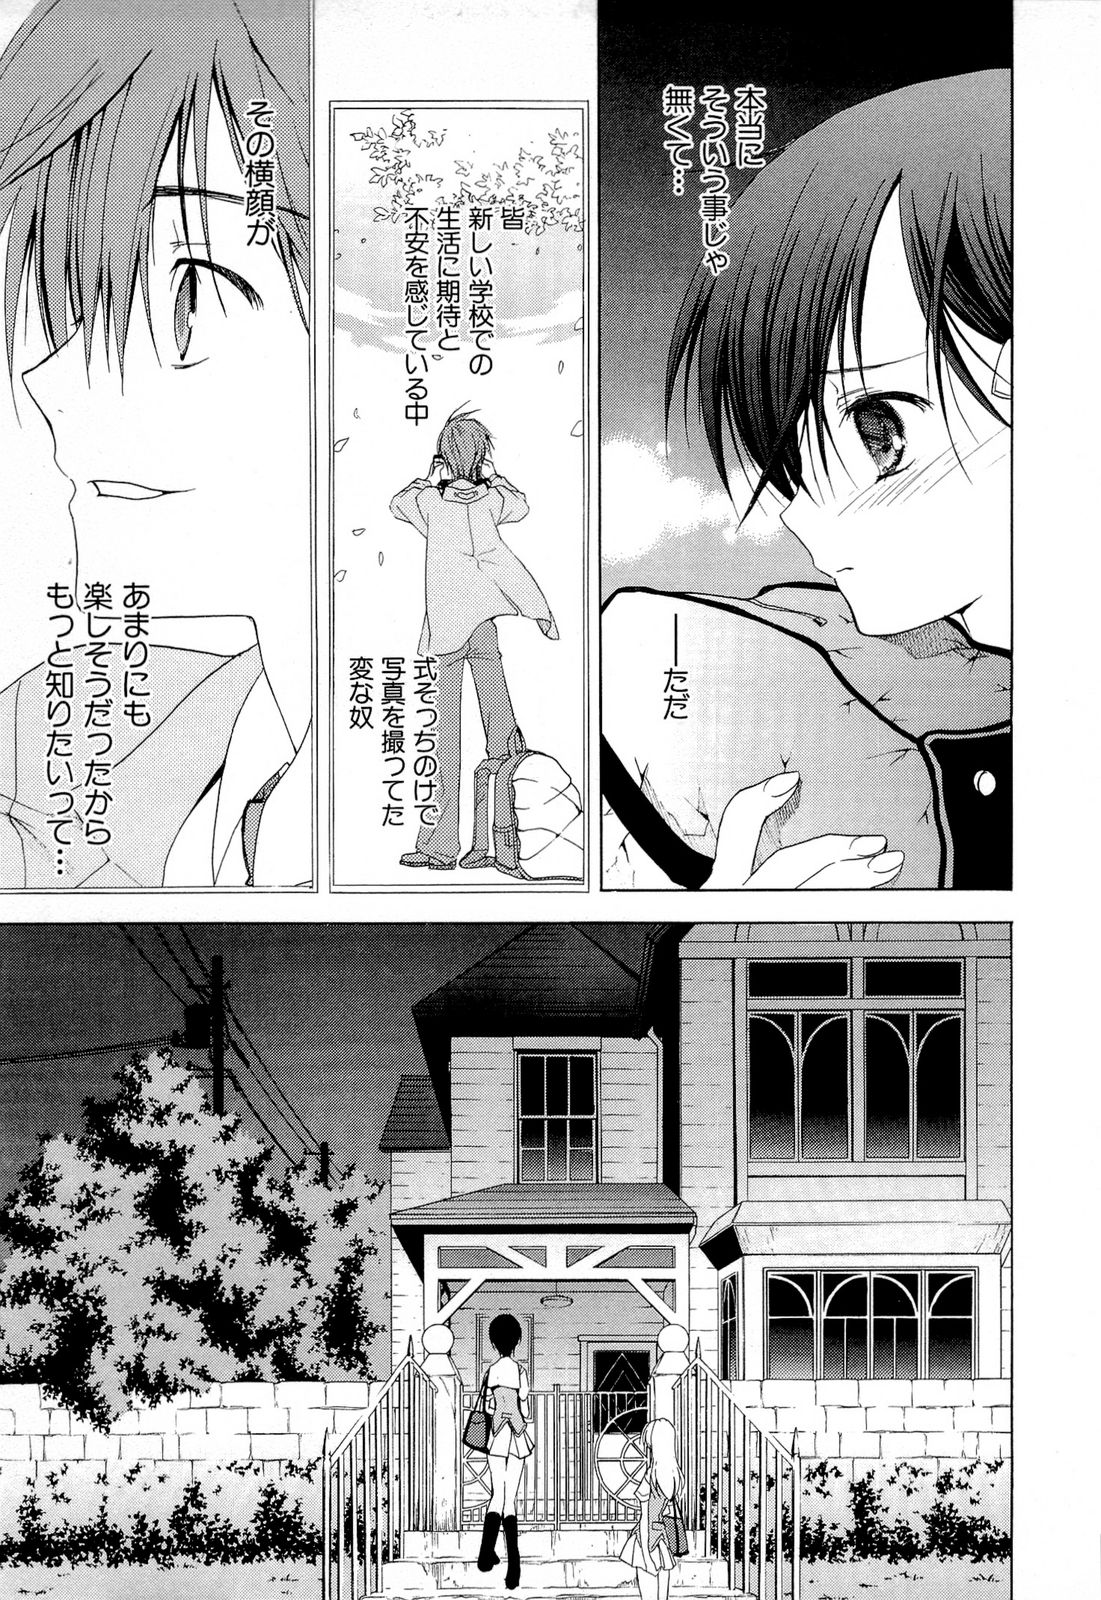 本当に
そういう事じゃ
無くて…
――ただ
皆
新しい学校での
生活に期待と
不安を感じている中
式そっちのけで
写真を撮ってた
変な奴
その横顔が
あまりにも
楽しそうだったから
もっと知りたいって…